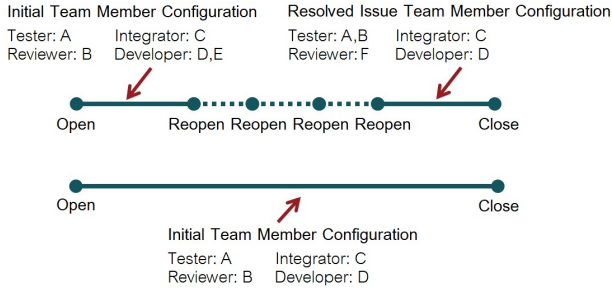 Initial Team Member Configuration
Tester: A Integrator: C
Reviewer: B Developer: D,E
Resolved Issue Team Member Configuration
Tester: A,B Integrator: C
Reviewer: F Developer: D
Open Reopen Reopen Reopen Reopen Close
Open Close
Initial Team Member Configuration
Tester: A Integrator: C
Reviewer: B Developer: D